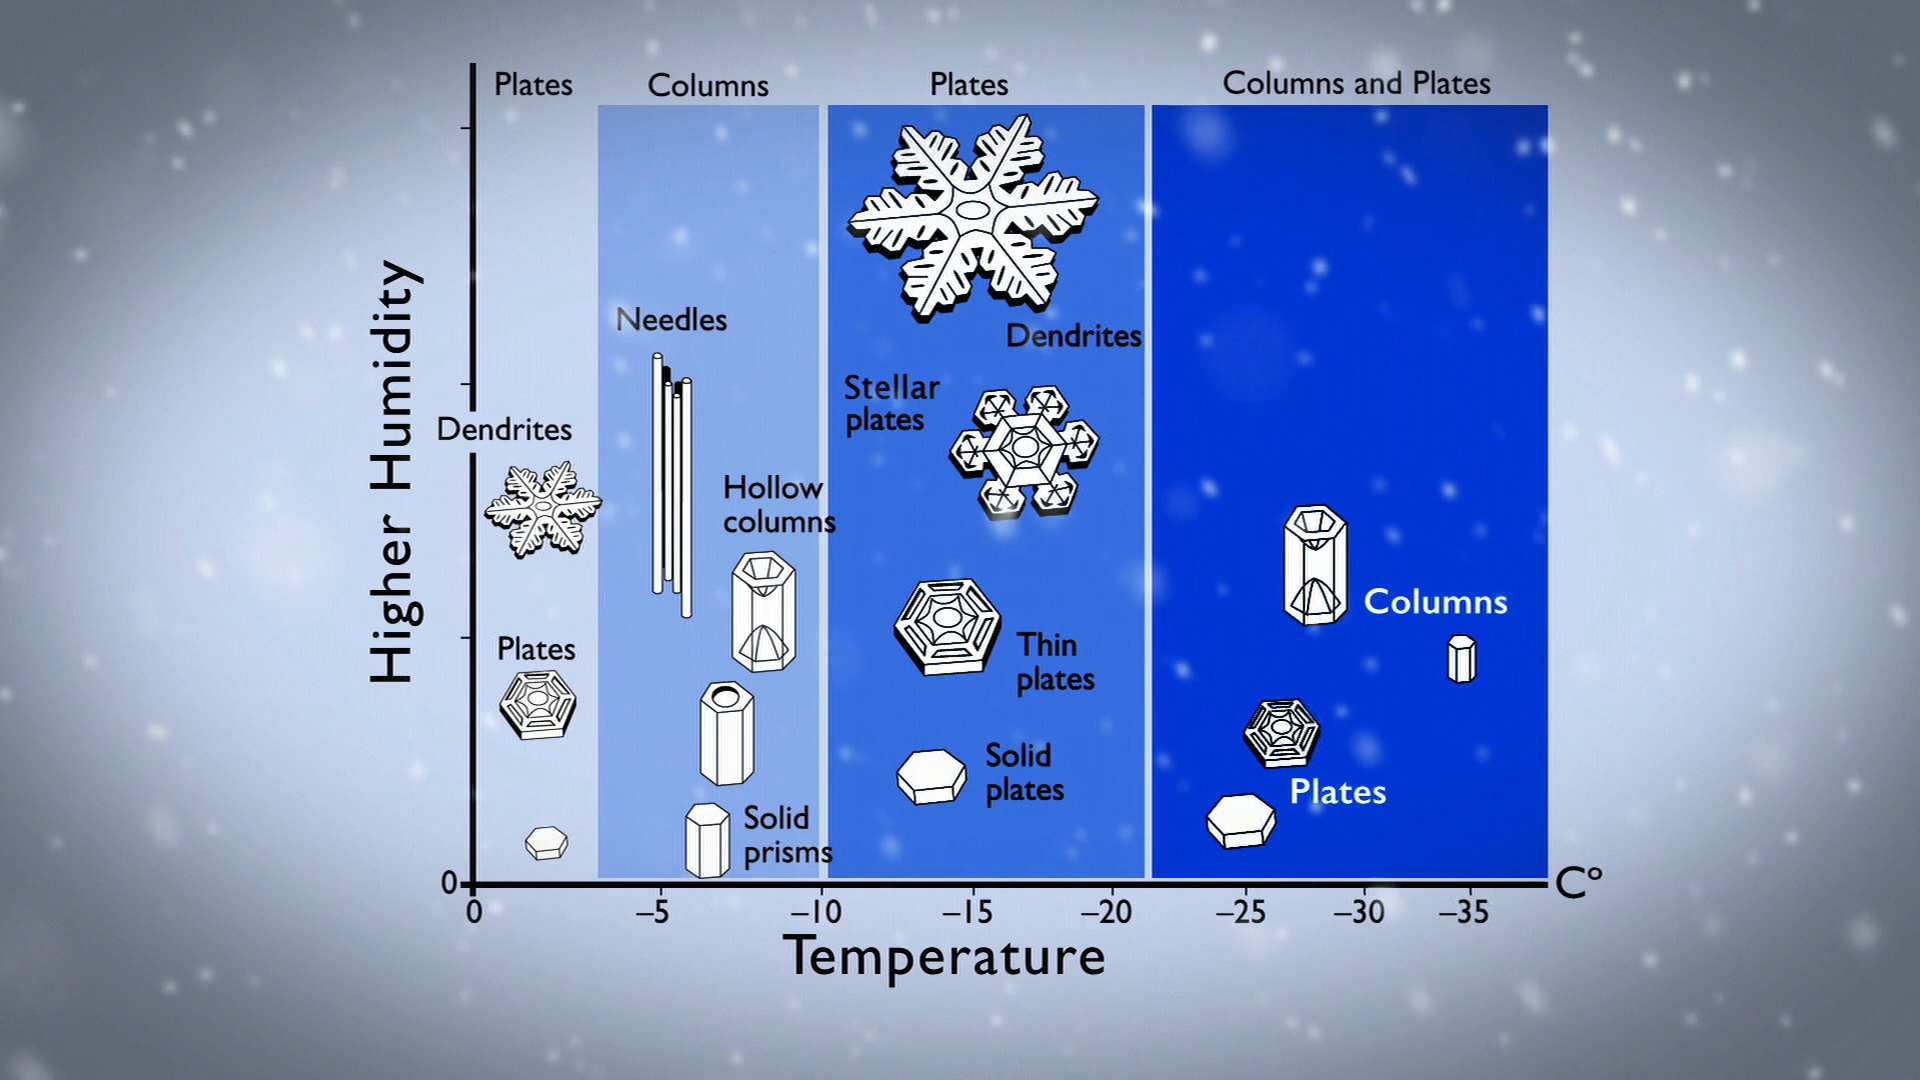 Plates
Columns
Plates
Columns and Plates
Higher Humidity
Dendrites
Plates
Needles
Hollow
columns
Solid
prisms
Dendrites
Stellar
plates
Thin
plates
Solid
plates
Columns
Plates
0
0
–5
–10
–15
–20
–25
–30
–35
Cº
Temperature